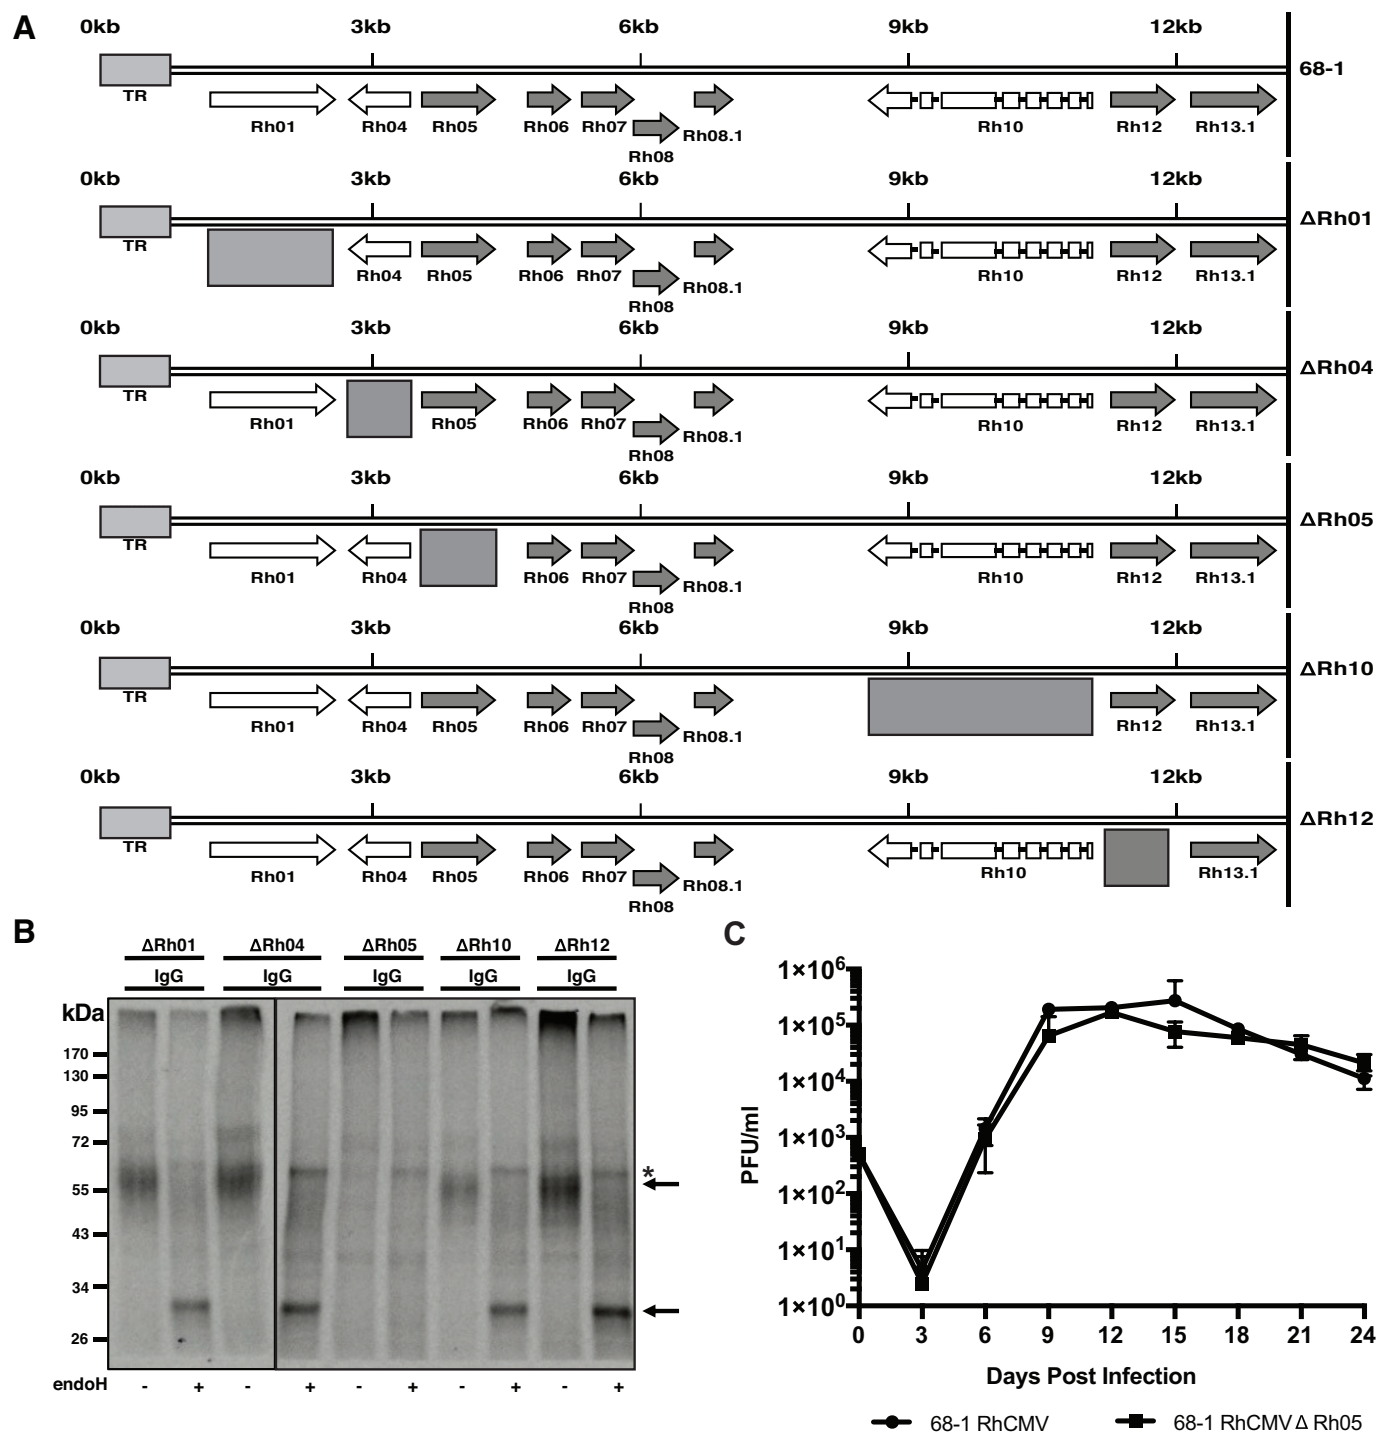 A
0kb 3kb 6kb 9kb 12kb
68-1
TR
Rh01 Rh04 Rh05 Rh06 Rh07 Rh08 Rh08.1 Rh10 Rh12 Rh13.1
0kb 3kb 6kb 9kb 12kb
ΔRh01
TR
Rh04 Rh05 Rh06 Rh07 Rh08 Rh08.1 Rh10 Rh12 Rh13.1
0kb 3kb 6kb 9kb 12kb
ΔRh04
TR
Rh01 Rh05 Rh06 Rh07 Rh08 Rh08.1 Rh10 Rh12 Rh13.1
0kb 3kb 6kb 9kb 12kb
ΔRh05
TR
Rh01 Rh04 Rh06 Rh07 Rh08 Rh08.1 Rh10 Rh12 Rh13.1
0kb 3kb 6kb 9kb 12kb
ΔRh10
TR
Rh01 Rh04 Rh05 Rh06 Rh07 Rh08 Rh08.1 Rh12 Rh13.1
0kb 3kb 6kb 9kb 12kb
ΔRh12
TR
Rh01 Rh04 Rh05 Rh06 Rh07 Rh08 Rh08.1 Rh10 Rh13.1
B
ΔRh01 ΔRh04 ΔRh05 ΔRh10 ΔRh12
IgG IgG IgG IgG IgG
kDa
170
130
95
72
*
55
43
34
26
endoH - + - + - + - + - +
C
1×10⁶
1×10⁵
1×10⁴
1×10³
1×10²
1×10¹
1×10⁰
PFU/ml
0 3 6 9 12 15 18 21 24
Days Post Infection
68-1 RhCMV 68-1 RhCMV Δ Rh05